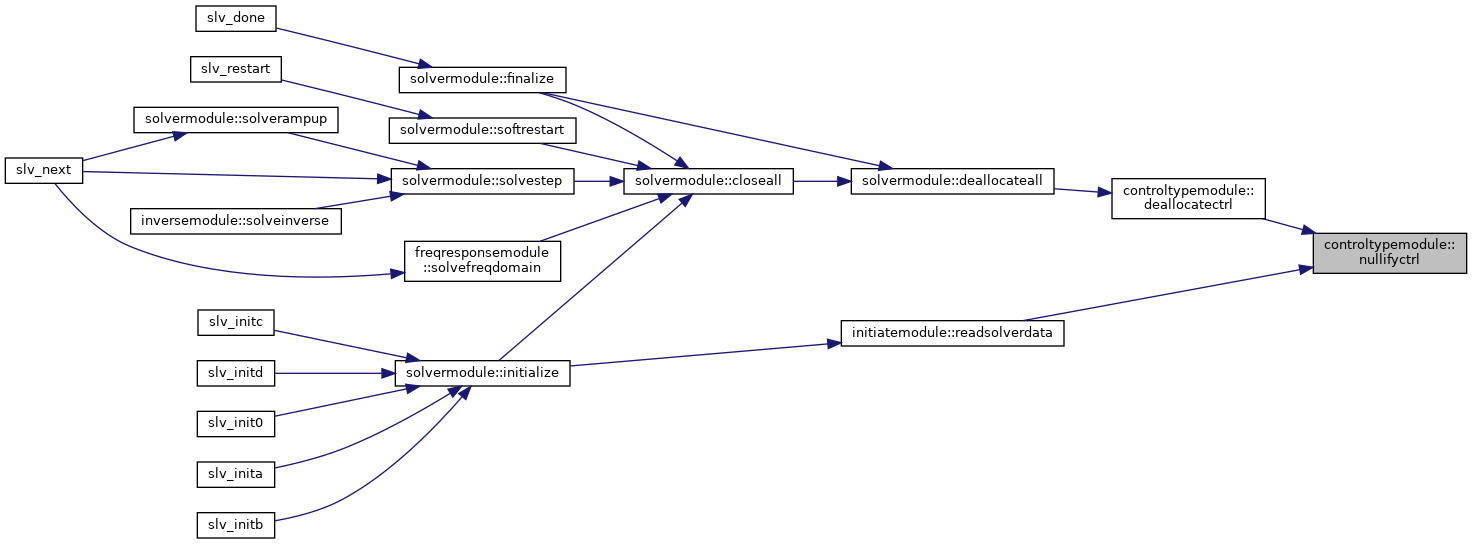 slv_done
slv_restart
solvermodule::finalize
solvermodule::solverampup
solvermodule::softrestart
slv_next
solvermodule::solvestep
solvermodule::closeall
solvermodule::deallocateall
controltypemodule::
deallocatectrl
inversemodule::solveinverse
freqresponsemodule
::solvefreqdomain
controltypemodule::
nullifyctrl
slv_initc
initiatemodule::readsolverdata
slv_initd
solvermodule::initialize
slv_init0
slv_inita
slv_initb